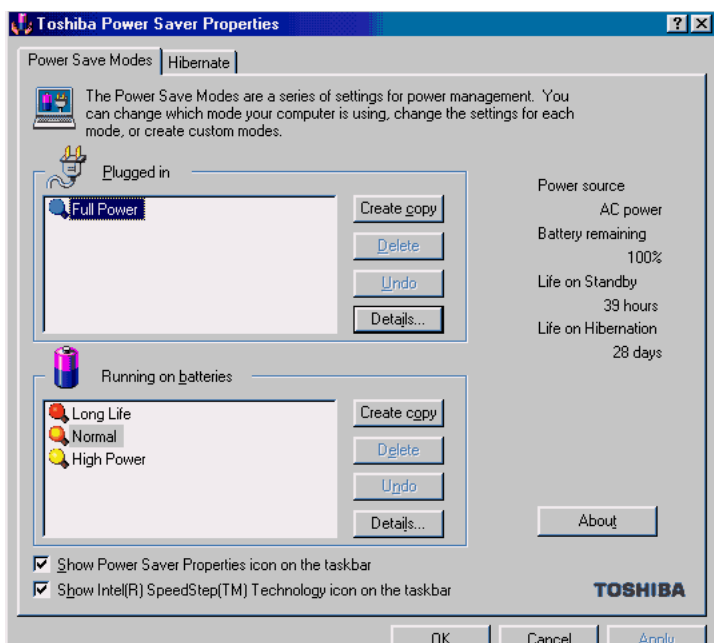 Toshiba Power Saver Properties
Power Save Modes
Hibernate
The Power Save Modes are a series of settings for power management. You
can change which mode your computer is using, change the settings for each
mode, or create custom modes.
Plugged in
Full Power
Create copy
Delete
Undo
Details...
Power source
AC power
Battery remaining
100%
Life on Standby
39 hours
Life on Hibernation
28 days
Running on batteries
Long Life
Normal
High Power
Create copy
Delete
Undo
Details...
About
Show Power Saver Properties icon on the taskbar
Show Intel(R) SpeedStep(TM) Technology icon on the taskbar
TOSHIBA
OK
Cancel
Apply